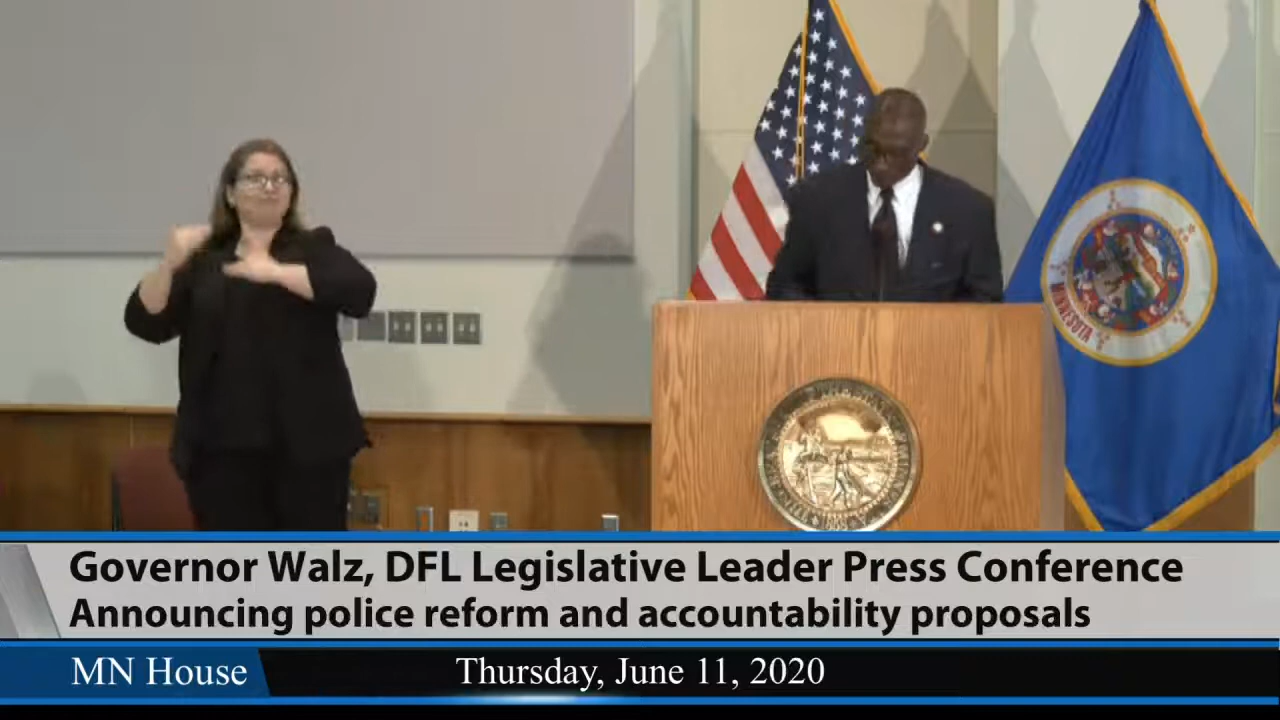 MINNESOTA
Governor Walz, DFL Legislative Leader Press Conference
Announcing police reform and accountability proposals
MN House
Thursday, June 11, 2020